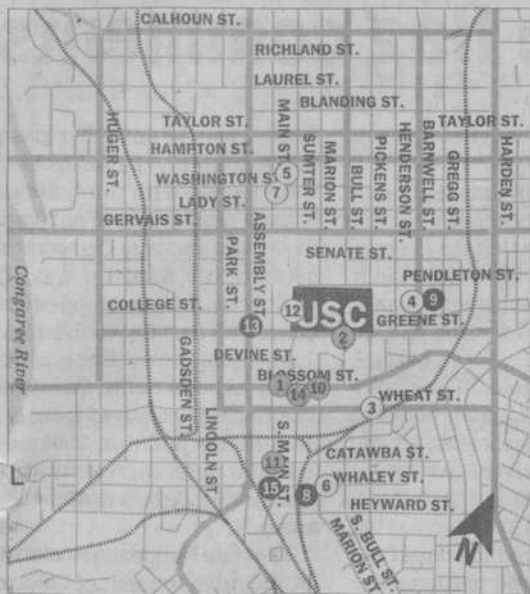 CALHOUN ST.
RICHLAND ST.
LAUREL ST.
BLANDING ST.
TAYLOR ST.
TAYLOR ST.
HUGER ST.
HAMPTON ST.
MAIN ST.
SUMTER ST.
MARION ST.
BULL ST.
PICKENS ST.
HENDERSON ST.
BARNWELL ST.
GREGG ST.
HARDEN ST.
WASHINGTON ST.
5
7
LADY ST.
GERVAIS ST.
ASSEMBLY ST.
PARK ST.
SENATE ST.
PENDLETON ST.
Congaree River
COLLEGE ST.
12
USC
4
9
GREENE ST.
13
2
DEVINE ST.
GADSDEN ST.
BLOSSOM ST.
1
14
10
3
WHEAT ST.
LINCOLN ST
S. MAIN ST.
CATAWBA ST.
11
WHALEY ST.
15
8
6
HEYWARD ST.
S. BULL ST.
MARION ST
N